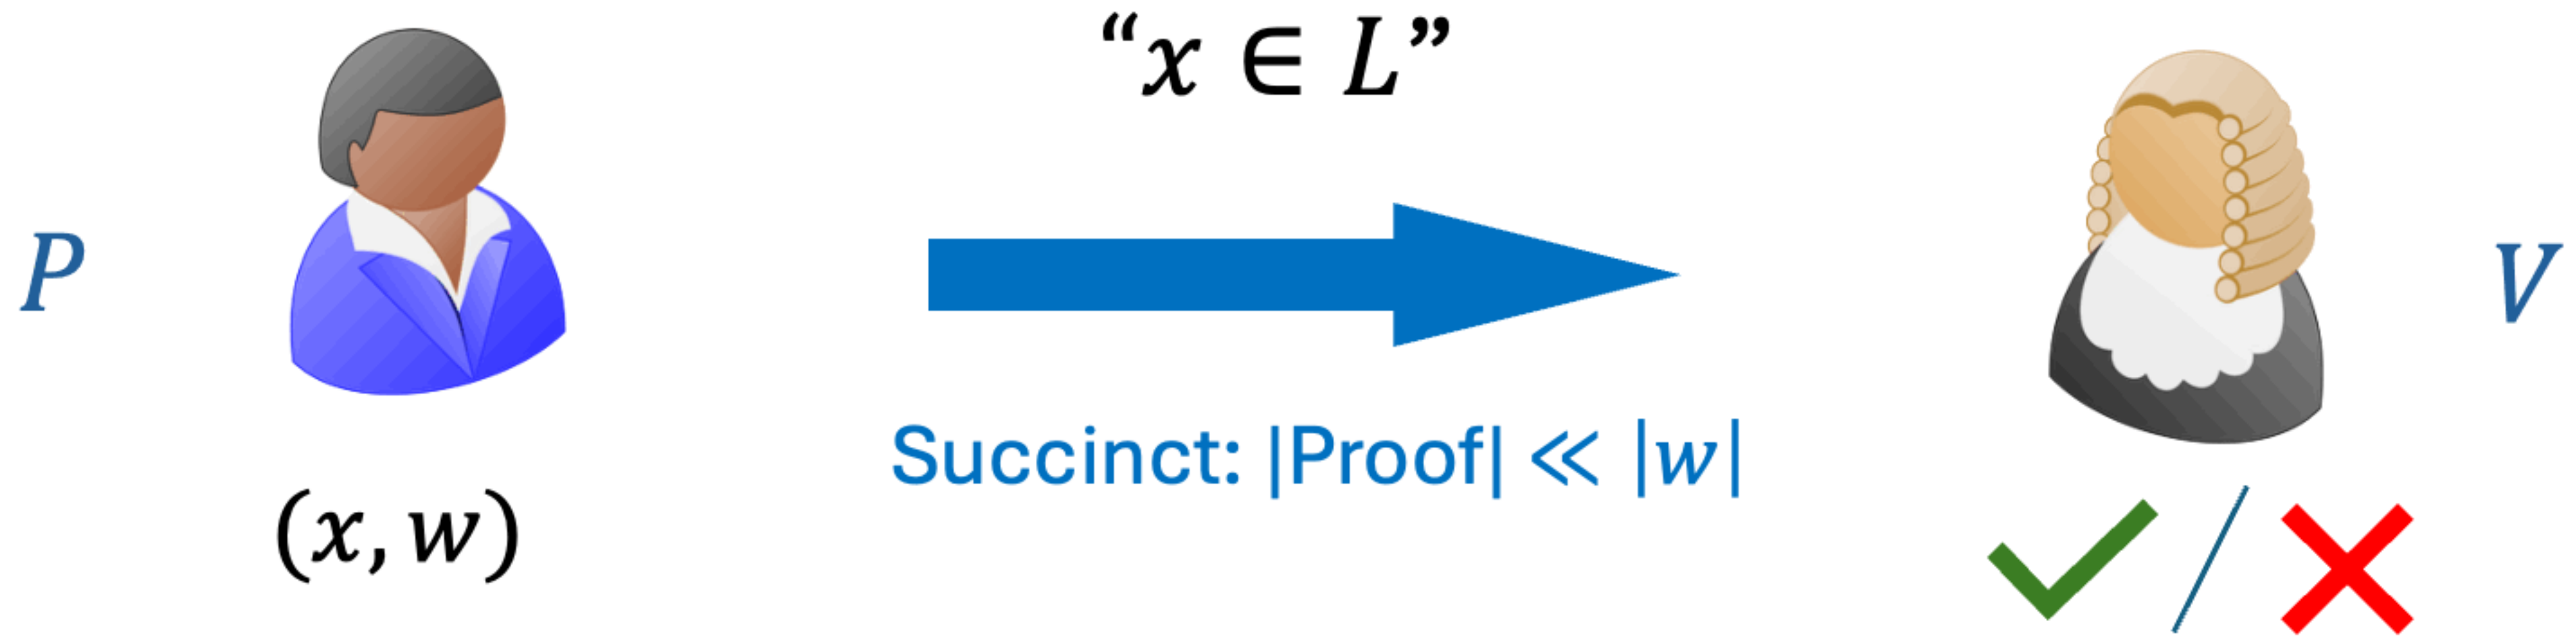 “x ∈ L”
P
V
Succinct: |Proof| ≪ |w|
(x, w)
/